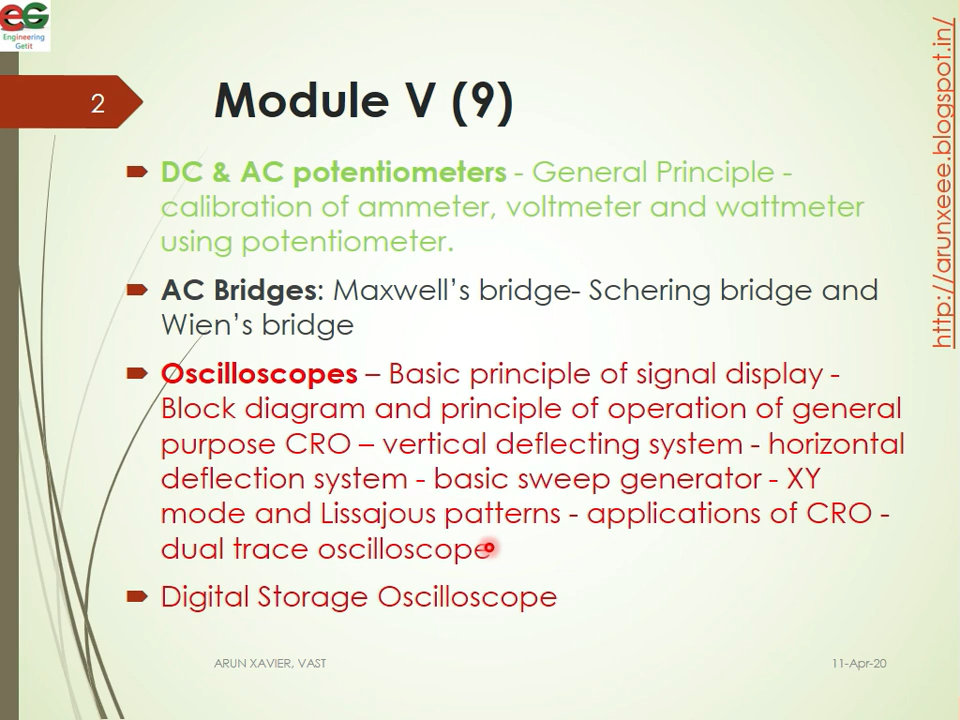 EG
Engineering
Getit
2
Module V (9)
http://arunxeee.blogspot.in/
DC & AC potentiometers - General Principle -
calibration of ammeter, voltmeter and wattmeter
using potentiometer.
AC Bridges: Maxwell’s bridge- Schering bridge and
Wien’s bridge
Oscilloscopes – Basic principle of signal display -
Block diagram and principle of operation of general
purpose CRO – vertical deflecting system - horizontal
deflection system - basic sweep generator - XY
mode and Lissajous patterns - applications of CRO -
dual trace oscilloscope
Digital Storage Oscilloscope
ARUN XAVIER, VAST
11-Apr-20